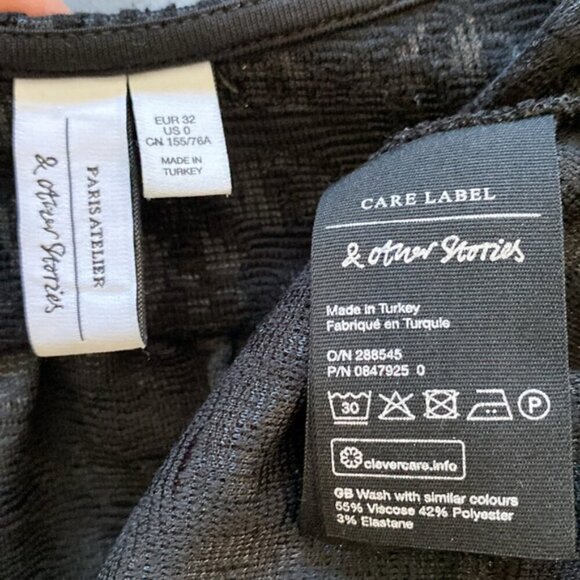 PARIS ATELIER
& Other Stories
EUR 32
US 0
CN 155/76A
MADE IN
TURKEY
CARE LABEL
& Other Stories
Made in Turkey
Fabriqué en Turquie
O/N 288545
P/N 0847925 0
30
P
clevercare.info
GB Wash with similar colours
55% Viscose 42% Polyester
3% Elastane